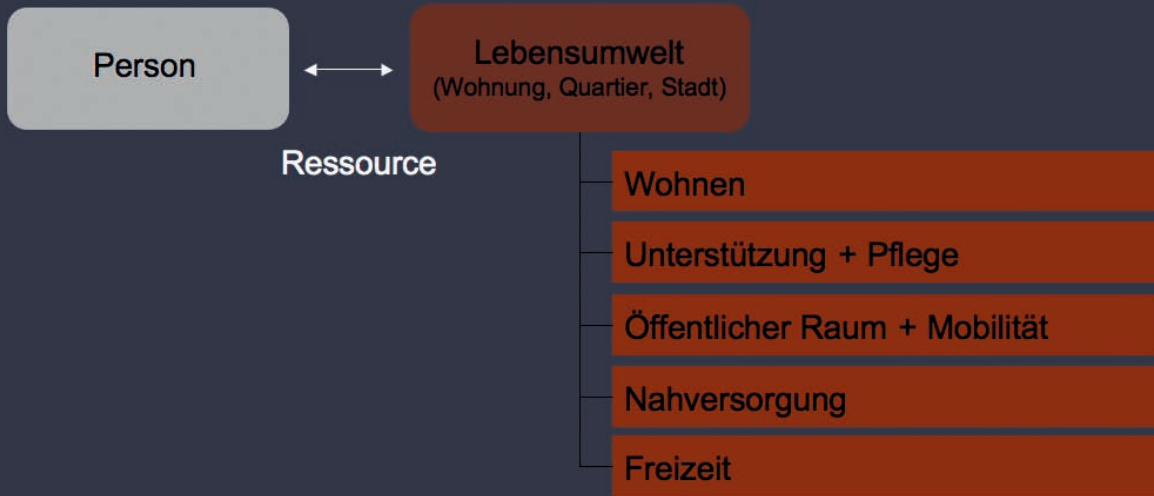 Person
Lebensumwelt
(Wohnung, Quartier, Stadt)
Ressource
Wohnen
Unterstützung + Pflege
Öffentlicher Raum + Mobilität
Nahversorgung
Freizeit